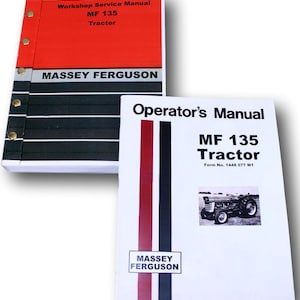 Workshop Service Manual
MF 135
Tractor
MASSEY FERGUSON
Operator's Manual
MF 135
Tractor
Form No. 1448 577 M1
MASSEY
FERGUSON